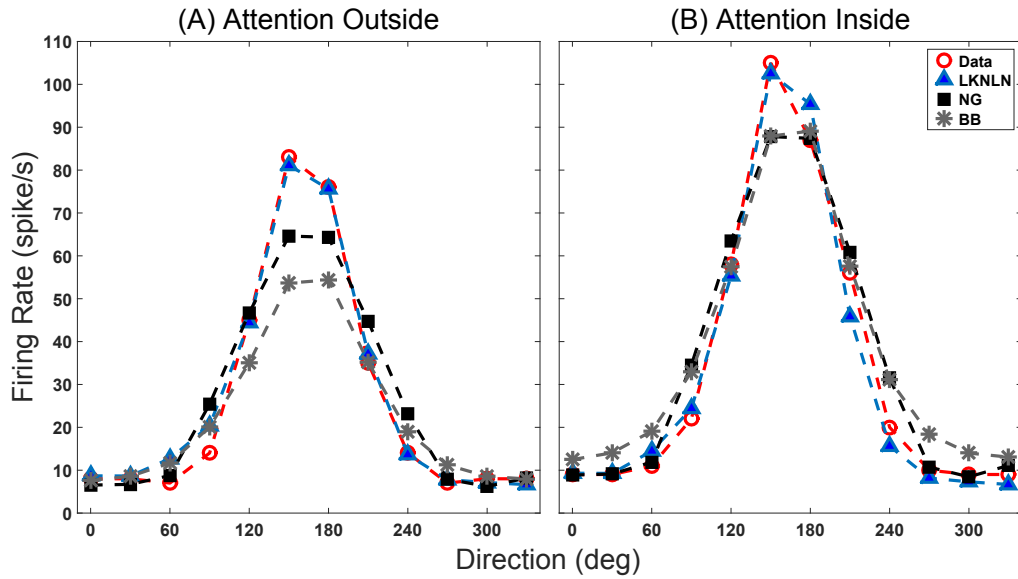 (A) Attention Outside
(B) Attention Inside
110
100
90
80
70
60
50
40
30
20
10
0
Firing Rate (spike/s)
Data
LKNLN
NG
BB
0 60 120 180 240 300
0 60 120 180 240 300
Direction (deg)